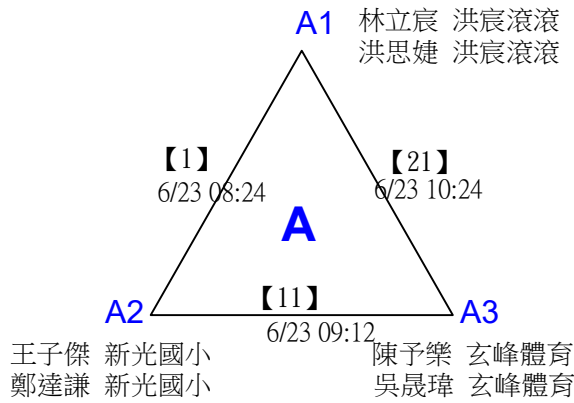 A1
林立宸 洪宸滾滾
洪思婕 洪宸滾滾
【1】
6/23 08:24
【21】
6/23 10:24
A
A2
【11】
6/23 09:12
A3
王子傑 新光國小
鄭達謙 新光國小
陳予樂 玄峰體育
吳晟瑋 玄峰體育